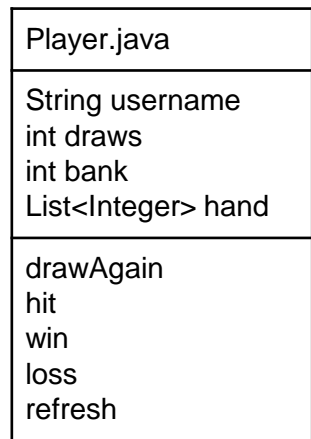 Player.java
String username
int draws
int bank
List<Integer> hand
drawAgain
hit
win
loss
refresh